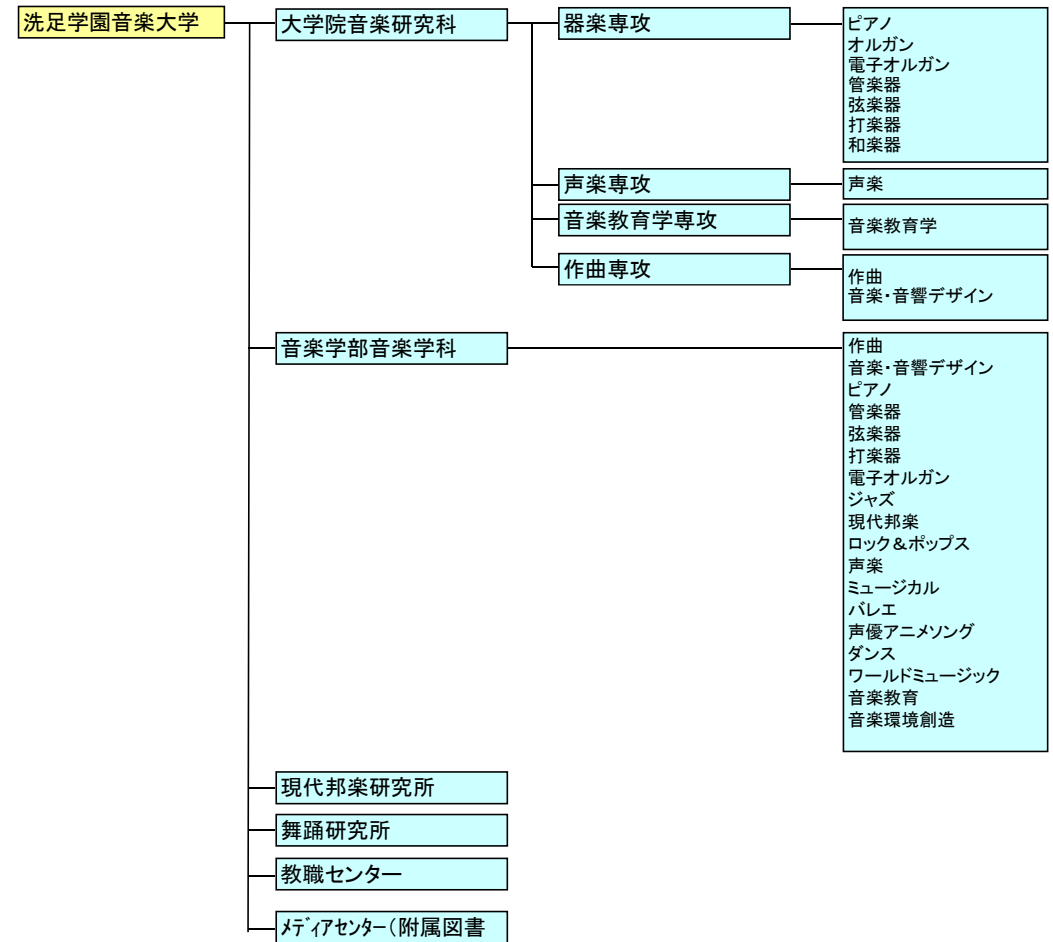 洗足学園音楽大学
大学院音楽研究科
器楽専攻
ピアノ
オルガン
電子オルガン
管楽器
弦楽器
打楽器
和楽器
声楽専攻
声楽
音楽教育学専攻
音楽教育学
作曲専攻
作曲
音楽・音響デザイン
音楽学部音楽学科
作曲
音楽・音響デザイン
ピアノ
管楽器
弦楽器
打楽器
電子オルガン
ジャズ
現代邦楽
ロック＆ポップス
声楽
ミュージカル
バレエ
声優アニメソング
ダンス
ワールドミュージック
音楽教育
音楽環境創造
現代邦楽研究所
舞踊研究所
教職センター
ﾒﾃﾞｨｱｾﾝﾀｰ（附属図書